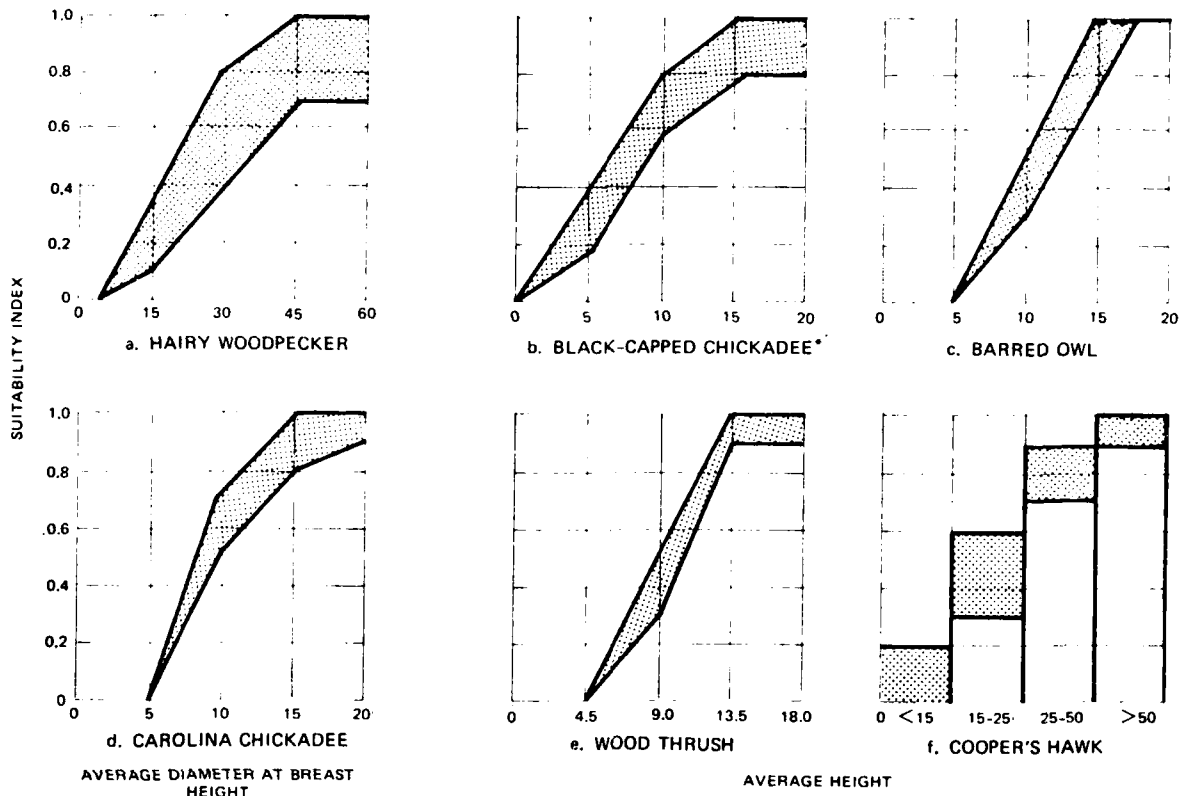 SUITABILITY INDEX
1.0
0.8
0.6
0.4
0.2
0
0 15 30 45 60
a. HAIRY WOODPECKER
0 5 10 15 20
b. BLACK-CAPPED CHICKADEE*
0 5 10 15 20
c. BARRED OWL
1.0
0.8
0.6
0.4
0.2
0
0 5 10 15 20
d. CAROLINA CHICKADEE
0 4.5 9.0 13.5 18.0
e. WOOD THRUSH
0 <15 15-25 25-50 >50
f. COOPER'S HAWK
AVERAGE DIAMETER AT BREAST
HEIGHT
AVERAGE HEIGHT